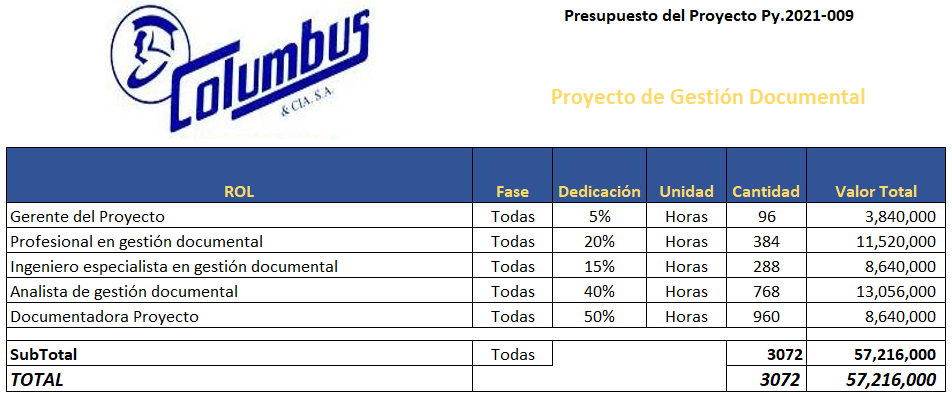 Columbus
& CIA. S.A.
Presupuesto del Proyecto Py.2021-009
Proyecto de Gestión Documental
ROL Fase Dedicación Unidad Cantidad Valor Total
Gerente del Proyecto Todas 5% Horas 96 3,840,000
Profesional en gestión documental Todas 20% Horas 384 11,520,000
Ingeniero especialista en gestión documental Todas 15% Horas 288 8,640,000
Analista de gestión documental Todas 40% Horas 768 13,056,000
Documentadora Proyecto Todas 50% Horas 960 8,640,000
SubTotal Todas 3072 57,216,000
TOTAL 3072 57,216,000